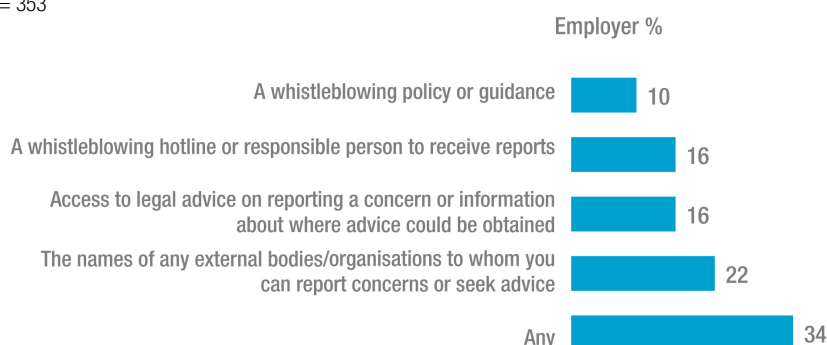 = 353
Employer %
A whistleblowing policy or guidance 10
A whistleblowing hotline or responsible person to receive reports 16
Access to legal advice on reporting a concern or information
about where advice could be obtained 16
The names of any external bodies/organisations to whom you
can report concerns or seek advice 22
Any 34